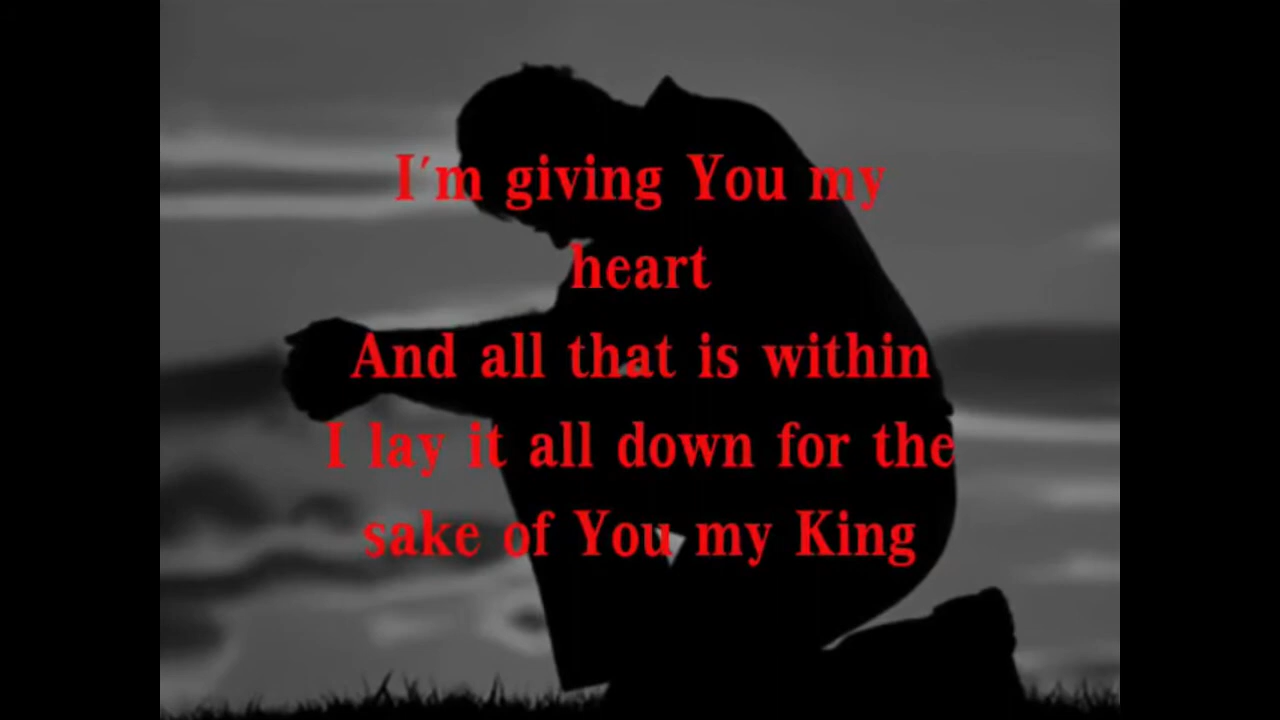 I´m giving You my
heart
And all that is within
I lay it all down for the
sake of You my King